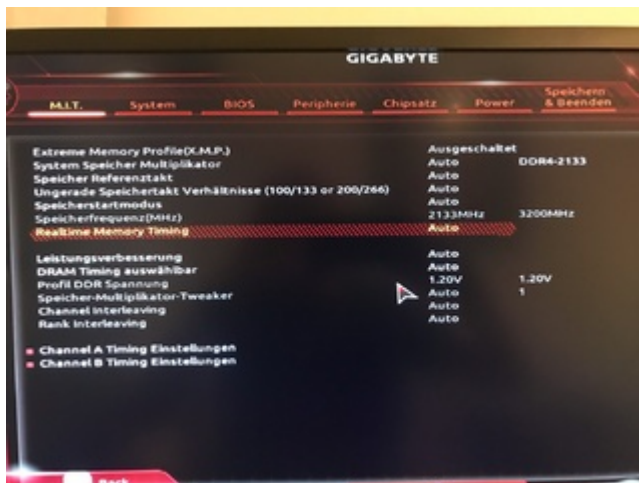 GIGABYTE
M.I.T. System BIOS Peripherie Chipsatz Power Speichern & Beenden
Extreme Memory Profile(X.M.P.) Ausgeschaltet
System Speicher Multiplikator Auto DDR4-2133
Speicher Referenztakt Auto
Ungerade Speichertakt Verhältnisse (100/133 or 200/266) Auto
Speicherstartmodus Auto
Speicherfrequenz(MHz) 2133MHz 3200MHz
Realtime Memory Timing Auto
Leistungsverbesserung Auto
DRAM Timing auswählbar Auto
Profil DDR Spannung 1.20V 1.20V
Speicher-Multiplikator-Tweaker Auto 1
Channel Interleaving Auto
Rank Interleaving Auto
Channel A Timing Einstellungen
Channel B Timing Einstellungen
Back